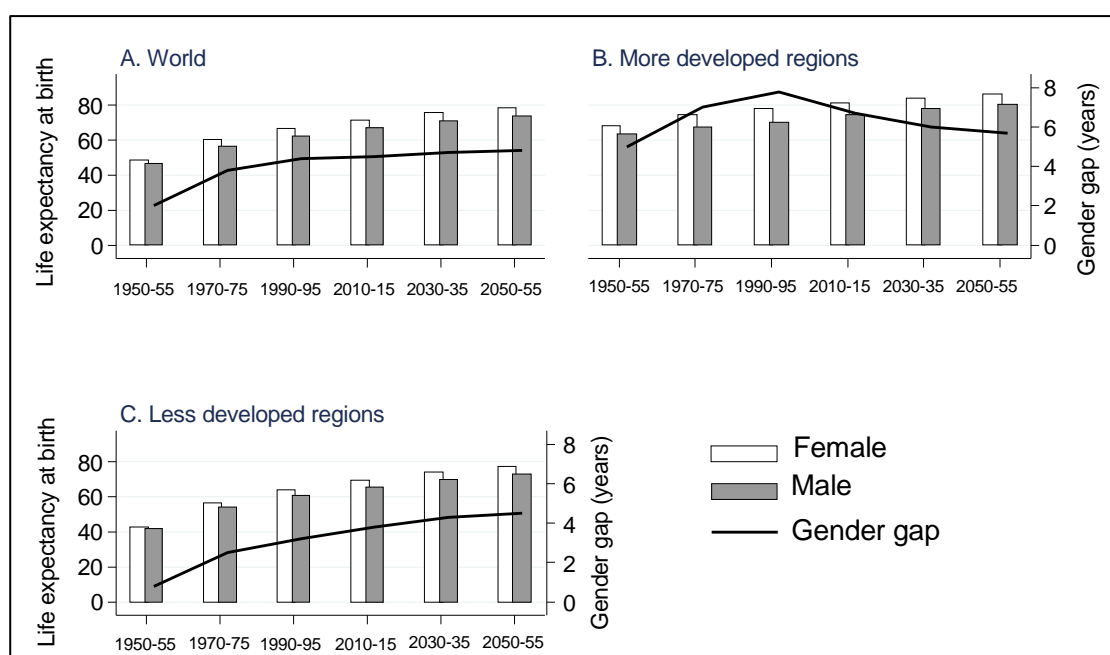 A. World
Life expectancy at birth
80
60
40
20
0
1950-55 1970-75 1990-95 2010-15 2030-35 2050-55
B. More developed regions
8
6
4
2
0
Gender gap (years)
1950-55 1970-75 1990-95 2010-15 2030-35 2050-55
C. Less developed regions
Life expectancy at birth
80
60
40
20
0
8
6
4
2
0
Gender gap (years)
1950-55 1970-75 1990-95 2010-15 2030-35 2050-55
Female
Male
Gender gap